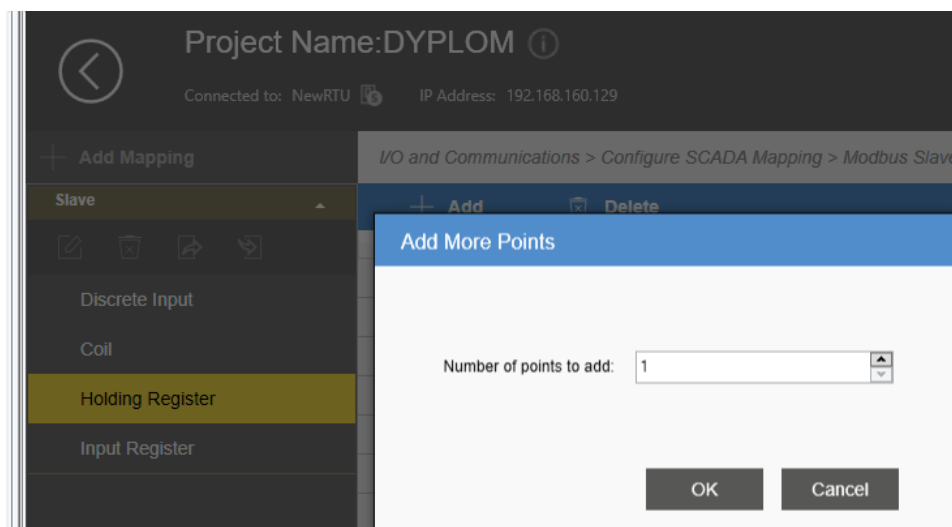 Project Name:DYPLOM
Connected to: NewRTU
IP Address: 192.168.160.129
Add Mapping
I/O and Communications > Configure SCADA Mapping > Modbus Slave
Slave
Add
Delete
Add More Points
Discrete Input
Coil
Number of points to add: 1
Holding Register
Input Register
OK
Cancel